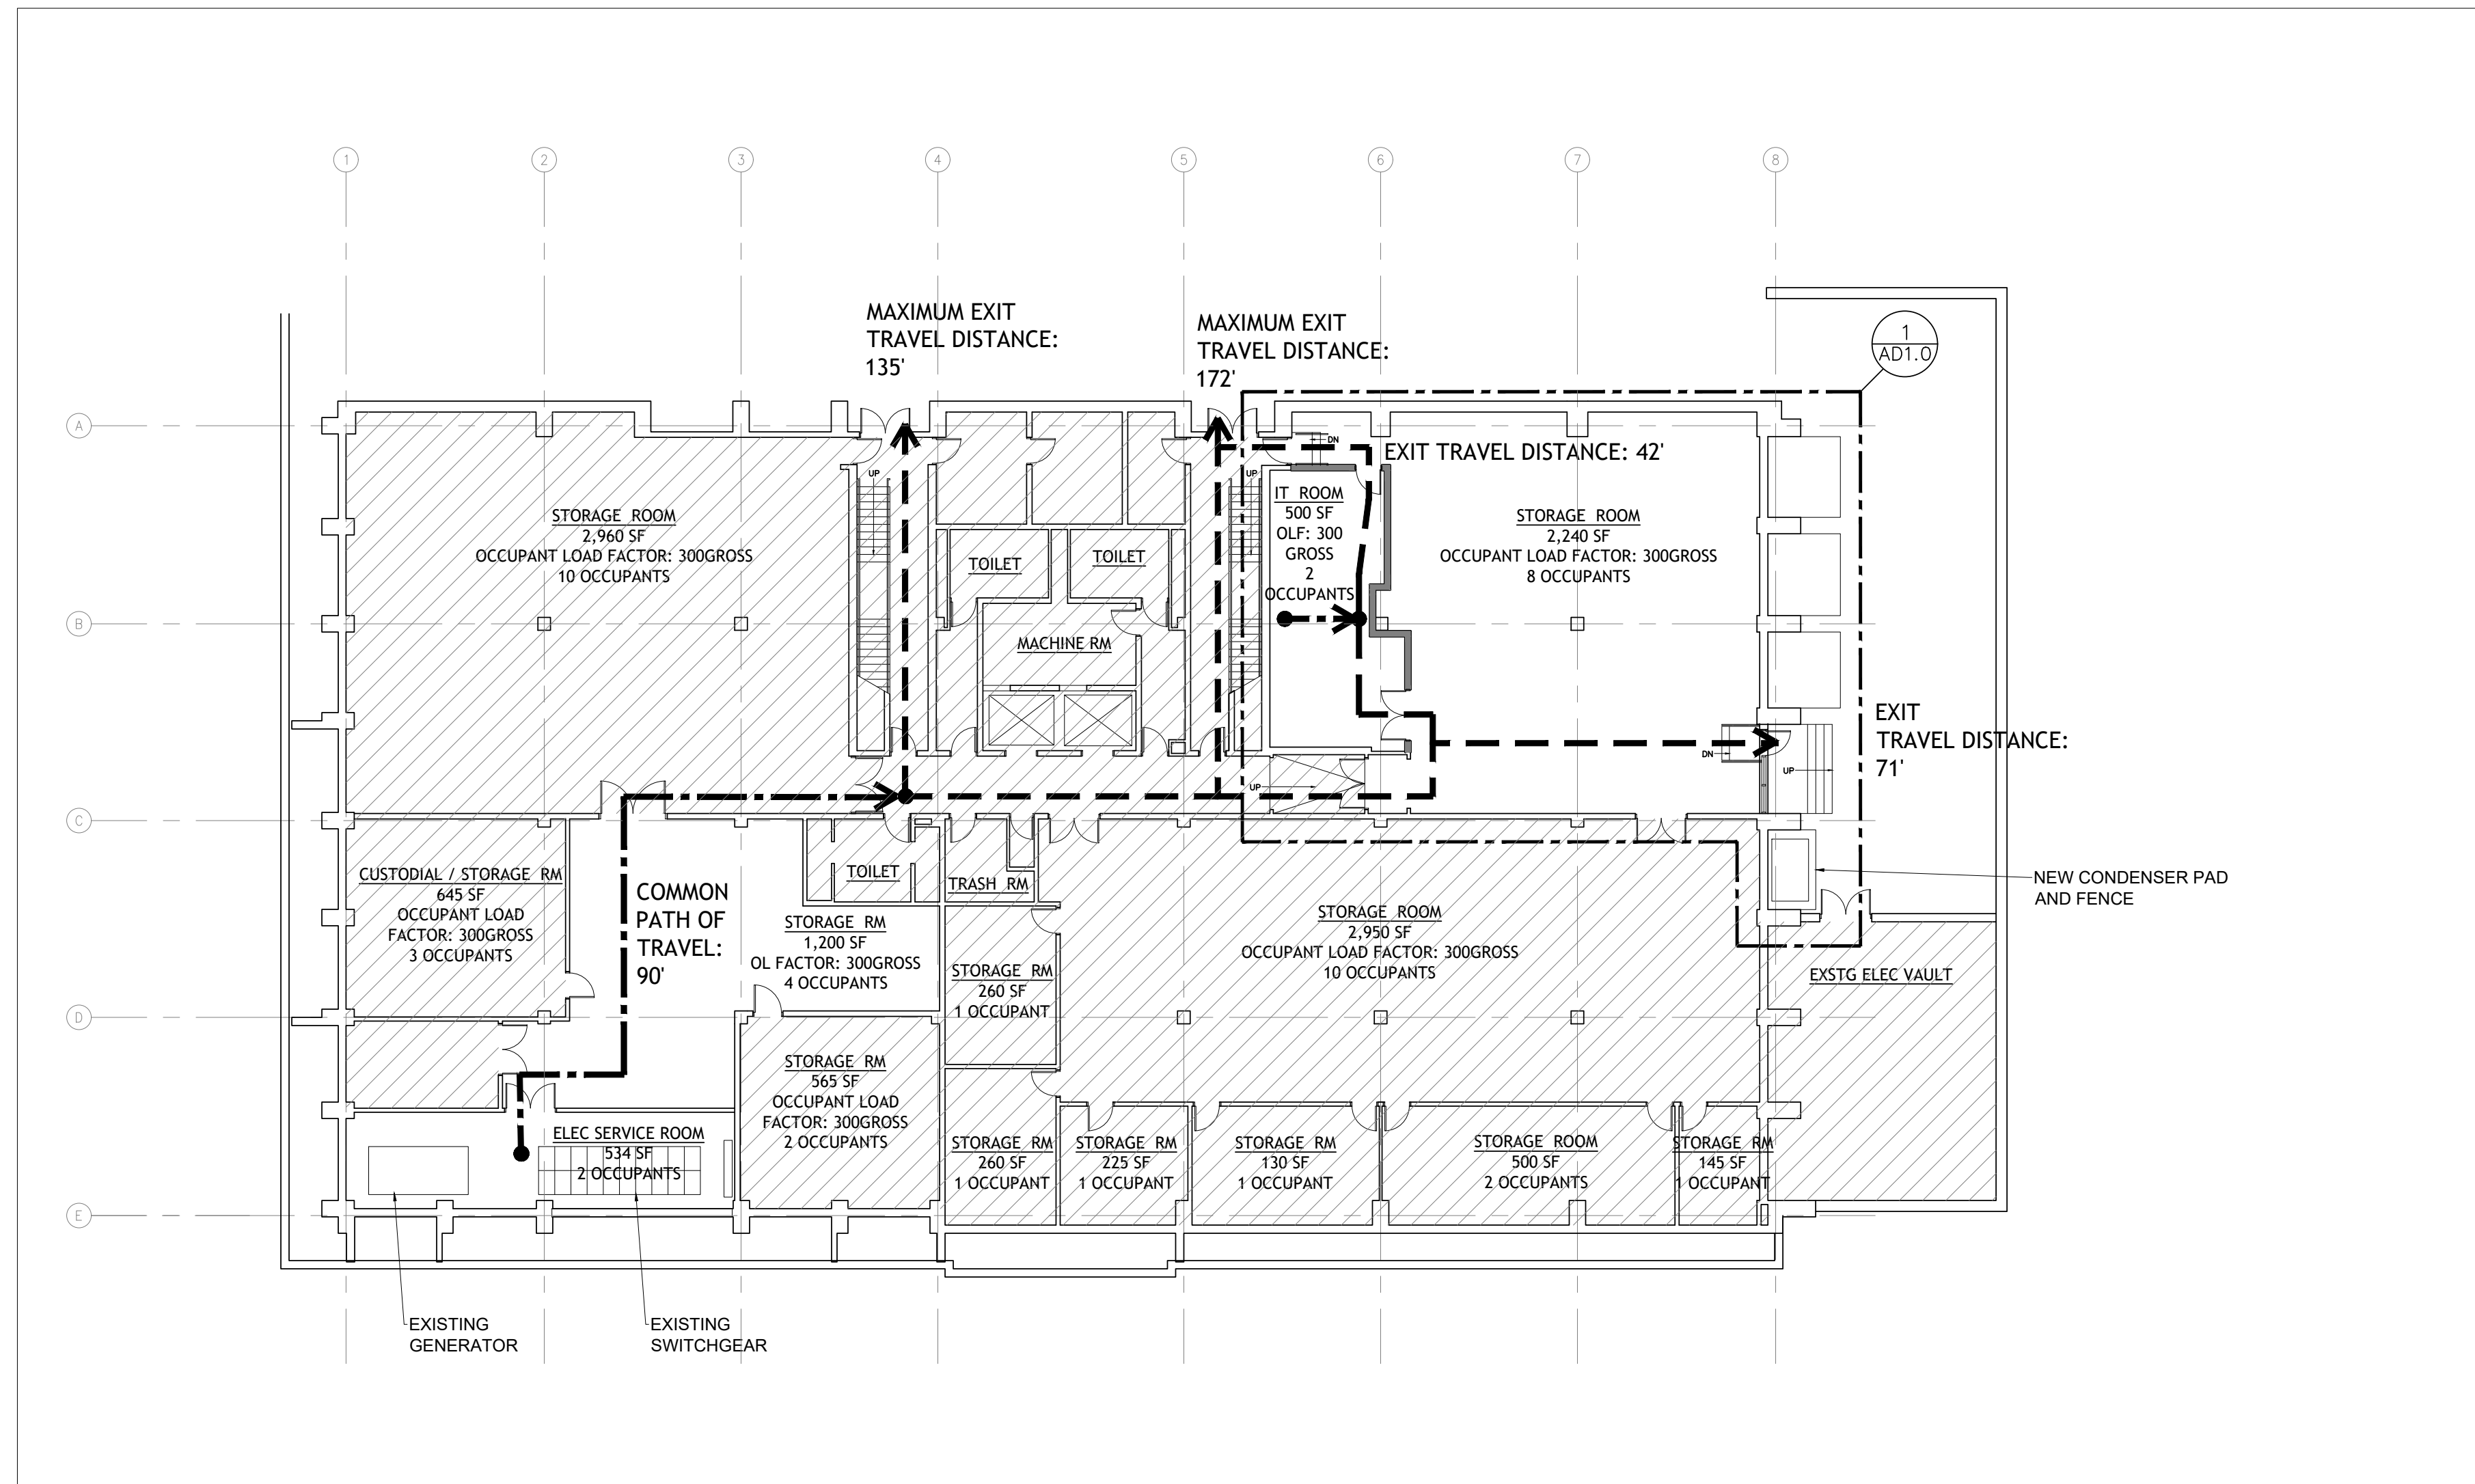 1
2
3
4
5
6
7
8
MAXIMUM EXIT
TRAVEL DISTANCE:
135'
MAXIMUM EXIT
TRAVEL DISTANCE:
172'
1
AD1.0
A
DN
EXIT TRAVEL DISTANCE: 42'
UP
UP
STORAGE ROOM
2,960 SF
OCCUPANT LOAD FACTOR: 300GROSS
10 OCCUPANTS
TOILET
TOILET
IT ROOM
500 SF
OLF: 300
GROSS
2
OCCUPANTS
STORAGE ROOM
2,240 SF
OCCUPANT LOAD FACTOR: 300GROSS
8 OCCUPANTS
B
MACHINE RM
EXIT
TRAVEL DISTANCE:
71'
DN
UP
UP
C
CUSTODIAL / STORAGE RM
645 SF
OCCUPANT LOAD
FACTOR: 300GROSS
3 OCCUPANTS
COMMON
PATH OF
TRAVEL:
90'
TOILET
TRASH RM
STORAGE RM
1,200 SF
OL FACTOR: 300GROSS
4 OCCUPANTS
STORAGE RM
260 SF
1 OCCUPANT
STORAGE ROOM
2,950 SF
OCCUPANT LOAD FACTOR: 300GROSS
10 OCCUPANTS
NEW CONDENSER PAD
AND FENCE
EXSTG ELEC VAULT
D
STORAGE RM
565 SF
OCCUPANT LOAD
FACTOR: 300GROSS
2 OCCUPANTS
ELEC SERVICE ROOM
534 SF
2 OCCUPANTS
STORAGE RM
260 SF
1 OCCUPANT
STORAGE RM
225 SF
1 OCCUPANT
STORAGE RM
130 SF
1 OCCUPANT
STORAGE ROOM
500 SF
2 OCCUPANTS
STORAGE RM
145 SF
1 OCCUPANT
E
EXISTING
GENERATOR
EXISTING
SWITCHGEAR